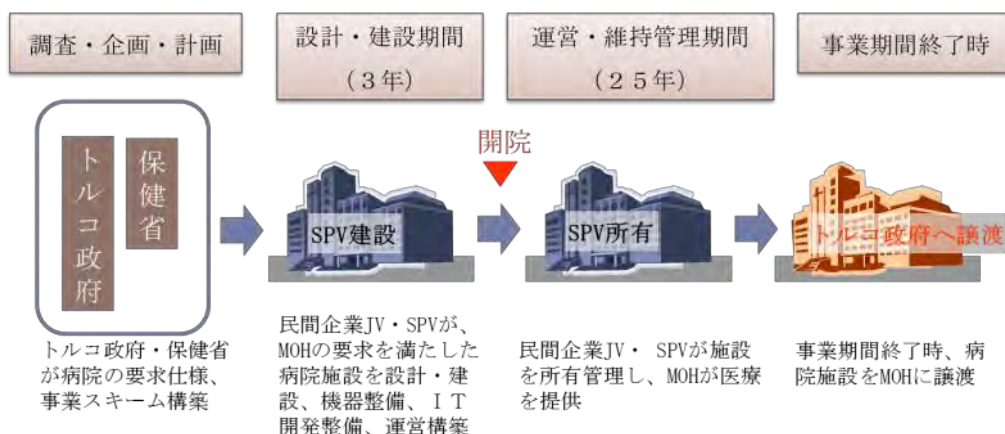 調査・企画・計画
設計・建設期間
(3年)
運営・維持管理期間
(25年)
事業期間終了時
トルコ政府
保健省
開院
SPV建設
SPV所有
トルコ政府へ譲渡
トルコ政府・保健省
が病院の要求仕様、
事業スキーム構築
民間企業JV・SPVが、
MOHの要求を満たした
病院施設を設計・建
設、機器整備、IT
開発整備、運営構築
民間企業JV・ SPVが施設
を所有管理し、MOHが医療
を提供
事業期間終了時、病
院施設をMOHに譲渡